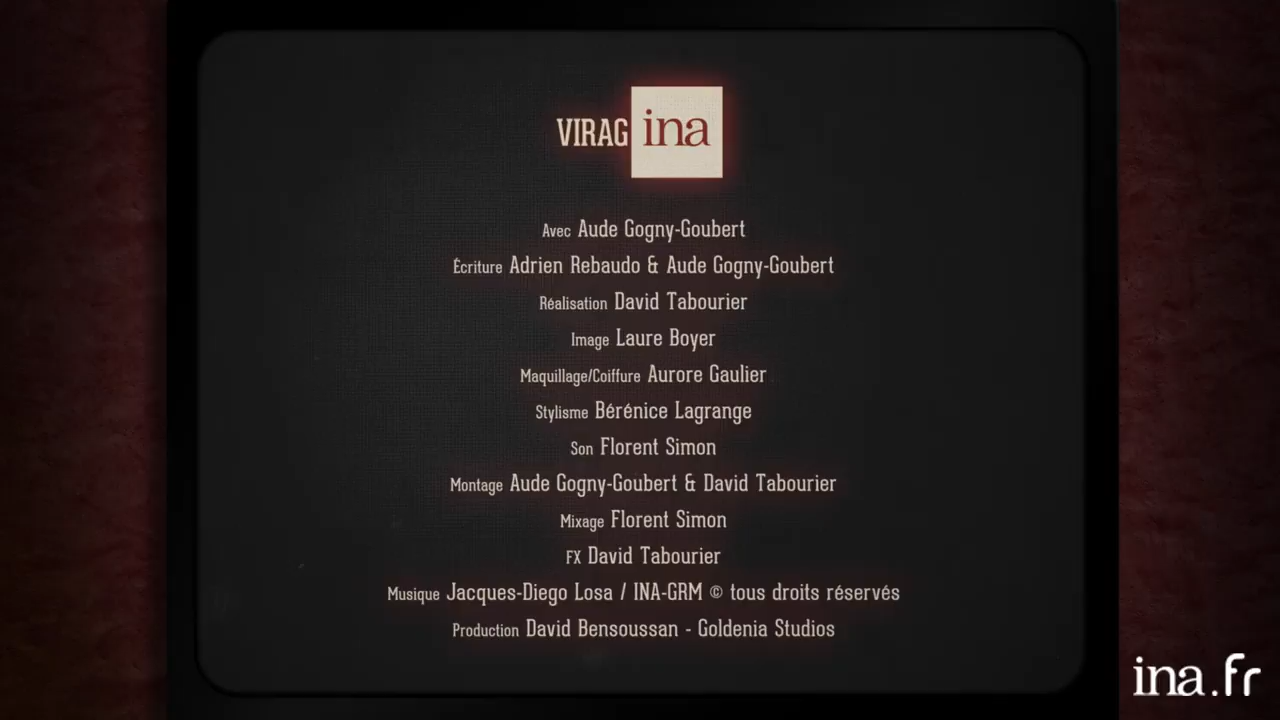 VIRAGina
Avec Aude Gogny-Goubert
Écriture Adrien Rebaudo & Aude Gogny-Goubert
Réalisation David Tabourier
Image Laure Boyer
Maquillage/Coiffure Aurore Gaulier
Stylisme Bérénice Lagrange
Son Florent Simon
Montage Aude Gogny-Goubert & David Tabourier
Mixage Florent Simon
FX David Tabourier
Musique Jacques-Diego Losa / INA-GRM © tous droits réservés
Production David Bensoussan - Goldenia Studios
ina.fr